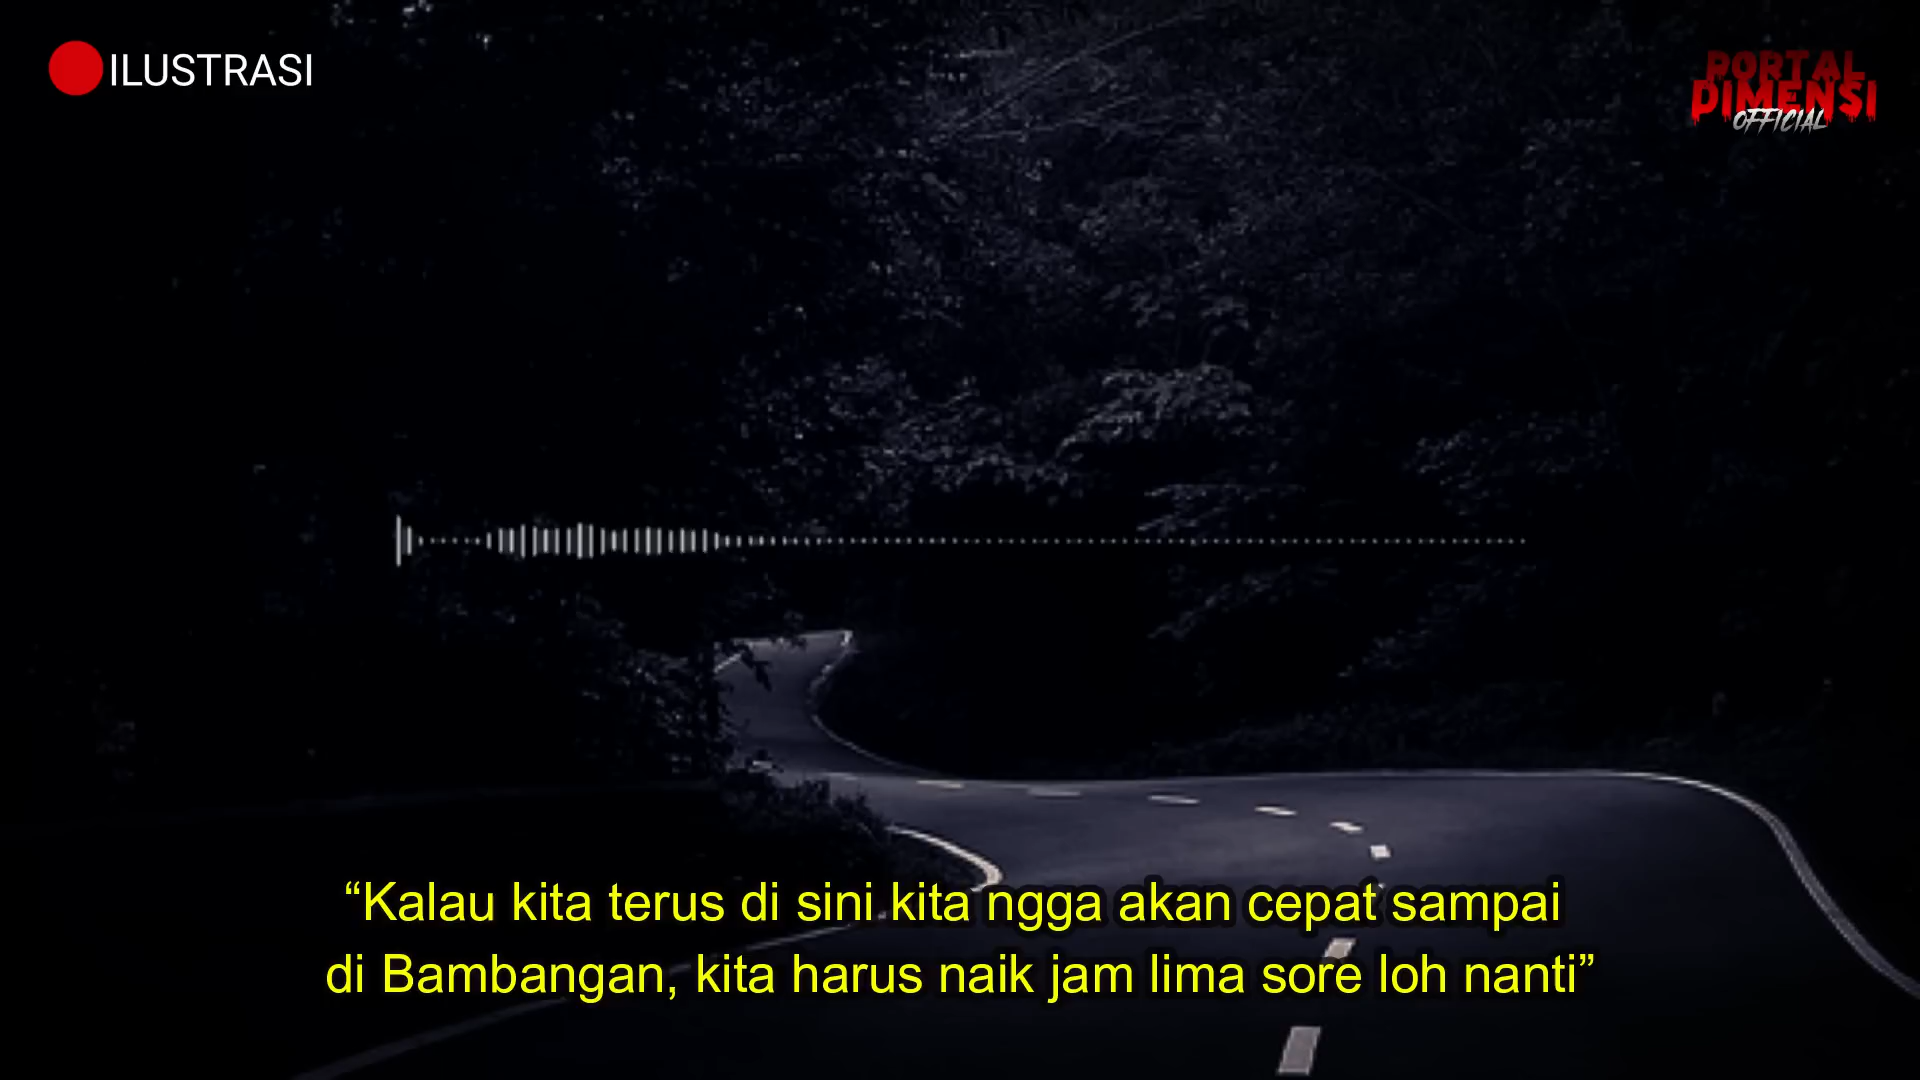 ILUSTRASI
PORTAL
DIMENSI
OFFICIAL
“Kalau kita terus di sini kita ngga akan cepat sampai
di Bambangan, kita harus naik jam lima sore loh nanti”